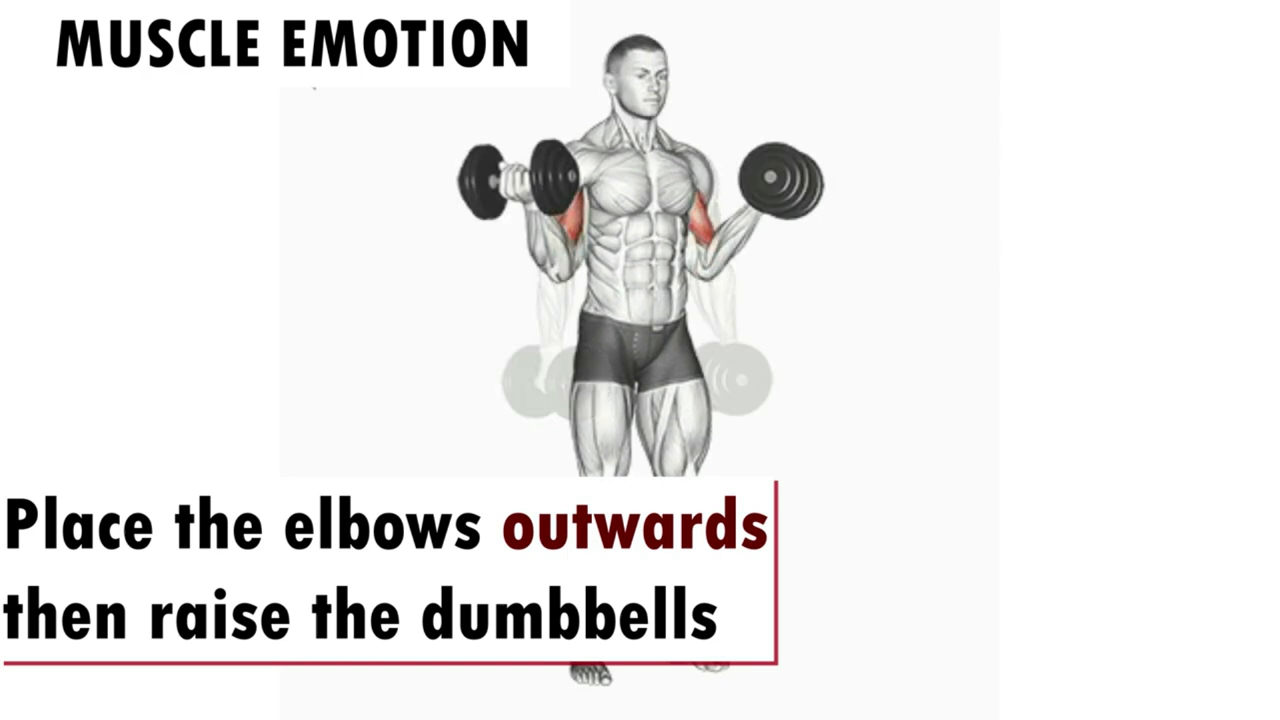 MUSCLE EMOTION
Place the elbows outwards
then raise the dumbbells